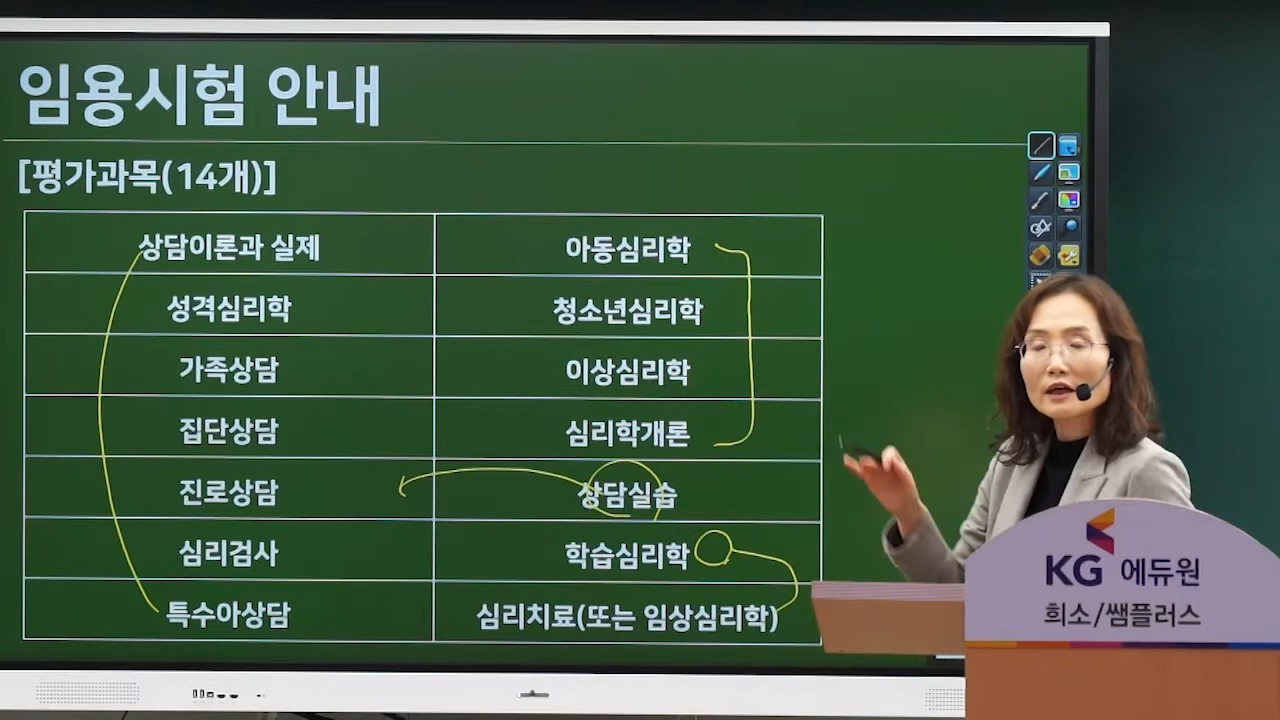 임용시험 안내
[평가과목(14개)]
상담이론과 실제 아동심리학
성격심리학 청소년심리학
가족상담 이상심리학
집단상담 심리학개론
진로상담 상담실습
심리검사 학습심리학
특수아상담 심리치료(또는 임상심리학)
KG 에듀원
희소/쌤플러스